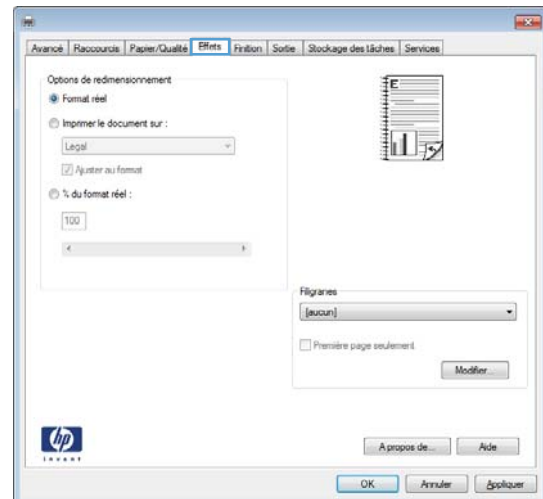 Avancé Raccourcis Papier/Qualité Effets Finition Sortie Stockage des tâches Services
Options de redimensionnement
Format réel
Imprimer le document sur :
Legal
Ajuster au format
% du format réel :
100
E
Filigranes
[aucun]
Première page seulement
Modifier...
hp
invent
A propos de...
Aide
OK
Annuler
Appliquer